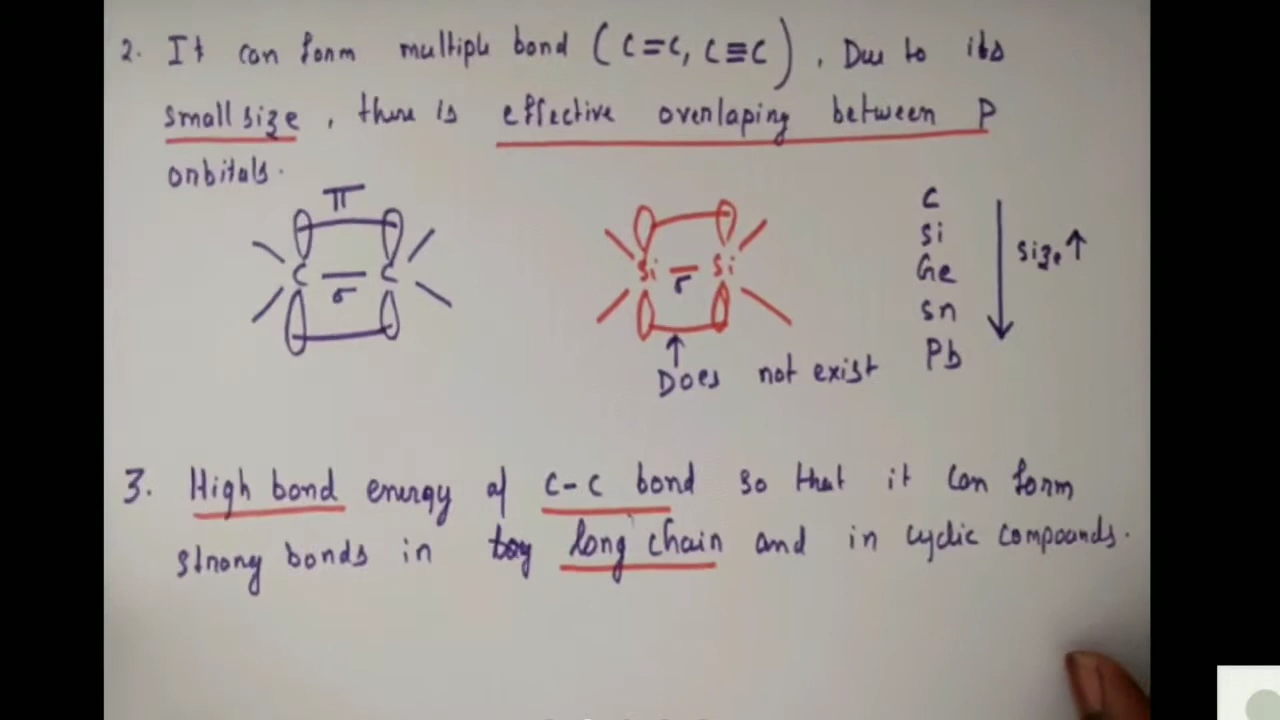 2. It can form multiple bond (C=C, C≡C). Due to its
small size, there is effective overlaping between P
orbitals.
π
C — C
σ
Si — Si
σ
Does not exist
C
Si
Ge
Sn
Pb
size ↑
3. High bond energy of C-C bond so that it can form
strong bonds in long chain and in cyclic compounds.